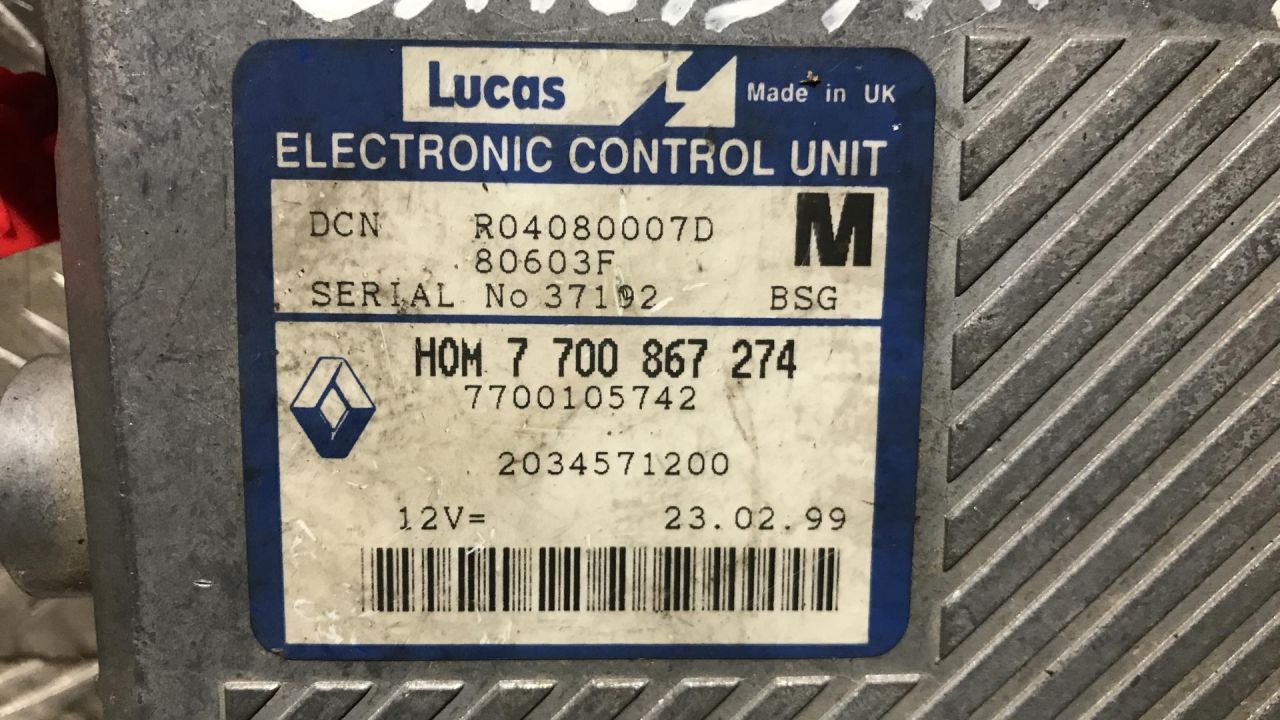 Lucas
Made in UK
ELECTRONIC CONTROL UNIT
DCN R04080007D M
80603F
SERIAL No 37192 BSG
HOM 7 700 867 274
7700105742
2034571200
12V= 23.02.99